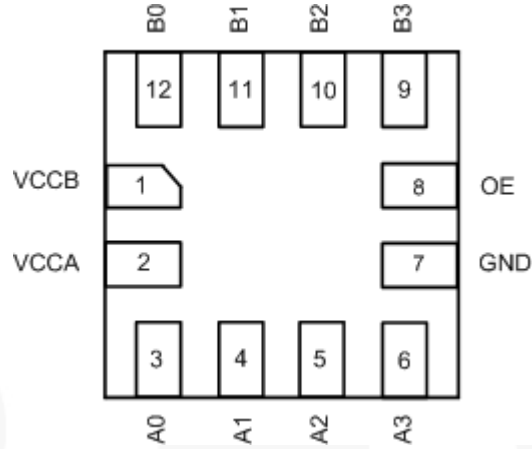 B0 B1 B2 B3
12 11 10 9
VCCB 1 8 OE
VCCA 2 7 GND
3 4 5 6
A0 A1 A2 A3